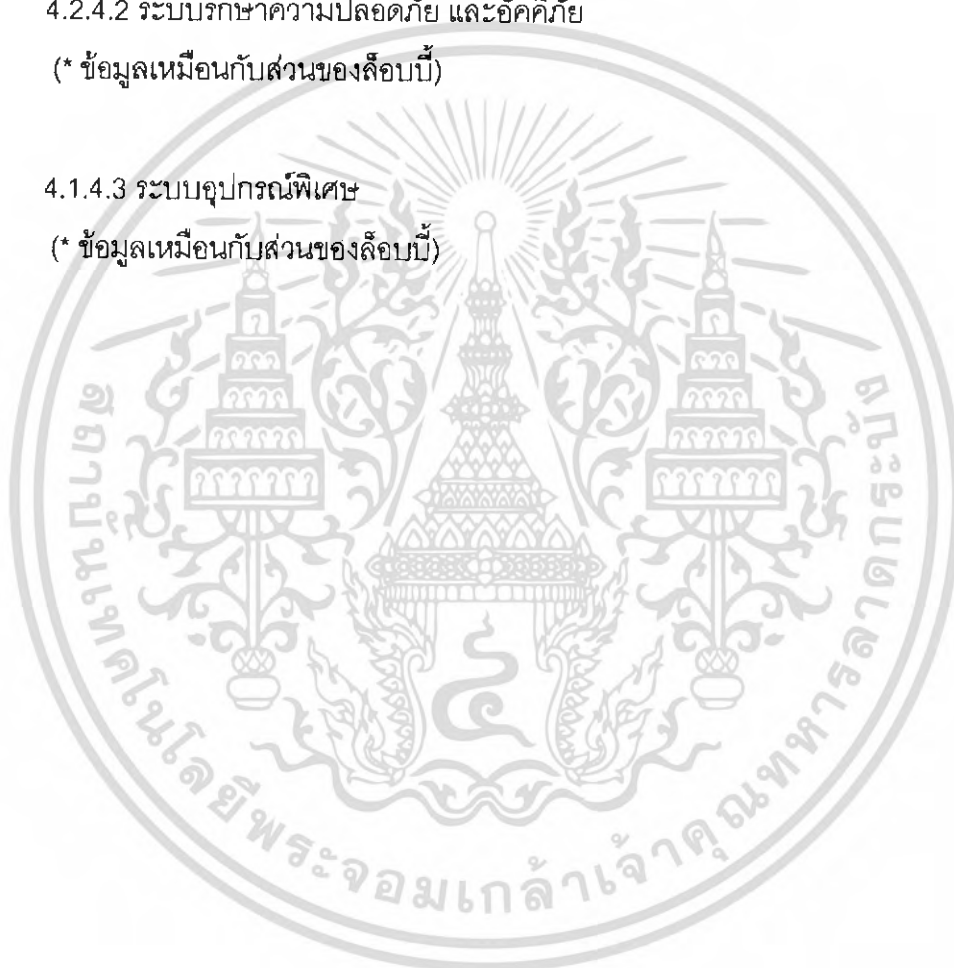 4.2.4.2 ระบบรักษาความปลอดภัย และอัคคีภัย
(* ข้อมูลเหมือนกับส่วนของล็อบบี้)
4.1.4.3 ระบบอุปกรณ์พิเศษ
(* ข้อมูลเหมือนกับส่วนของล็อบบี้)
สถาบันเทคโนโลยีพระจอมเกล้าเจ้าคุณทหารลาดกระบัง
๔